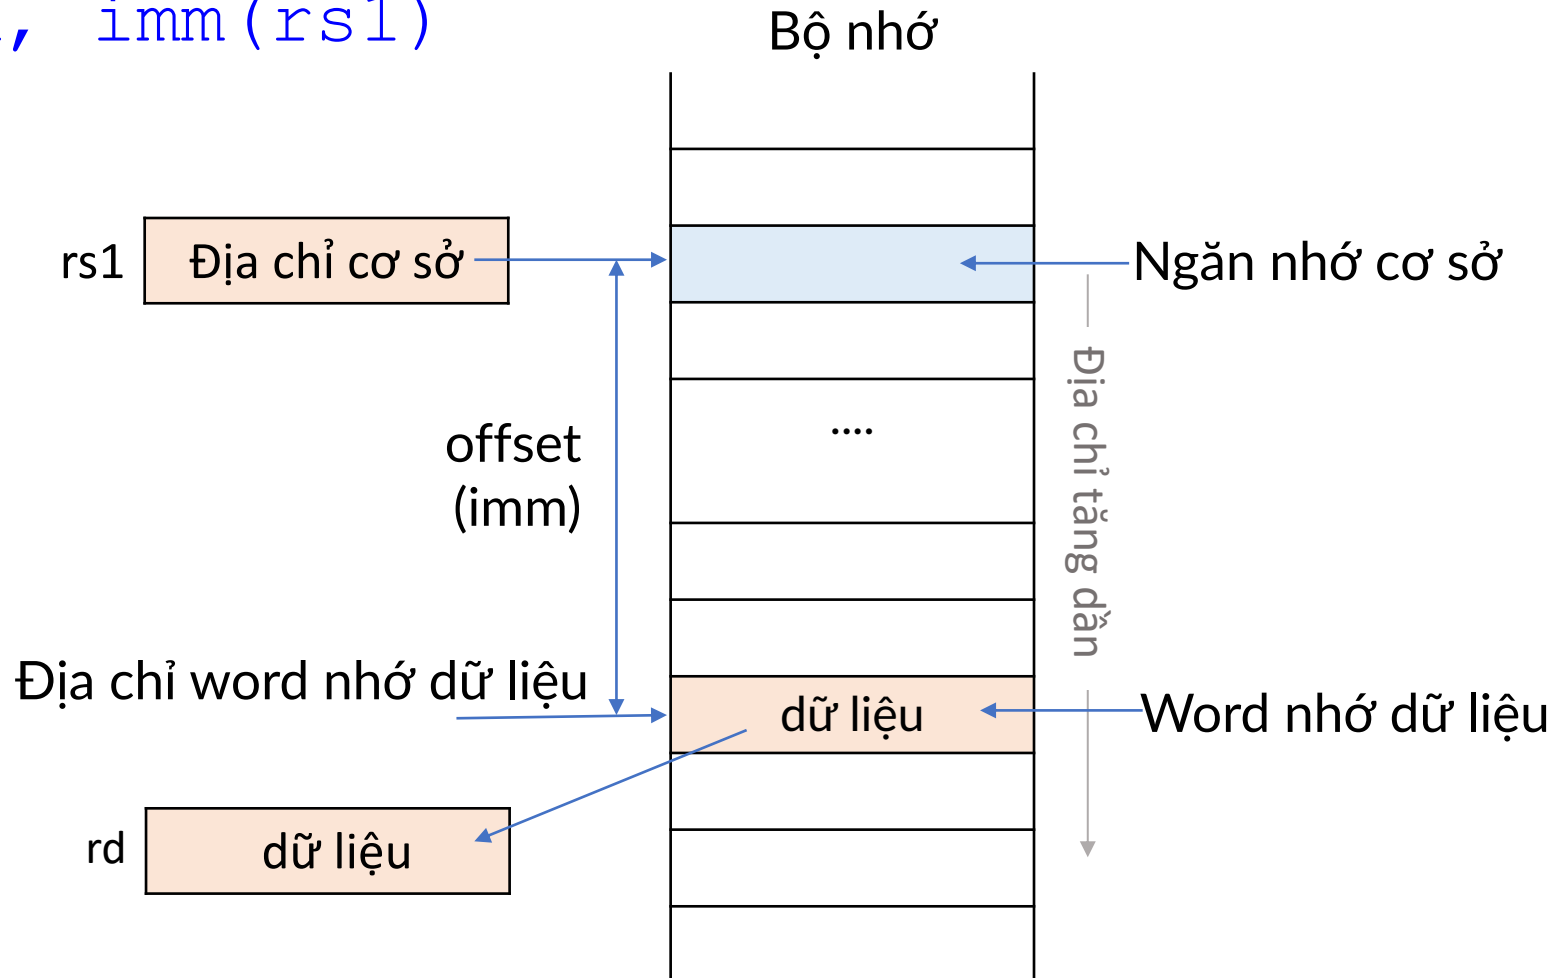 , imm(rs1)
Bộ nhớ
rs1
Địa chỉ cơ sở
Ngăn nhớ cơ sở
Địa chỉ tăng dần
....
offset
(imm)
Địa chỉ word nhớ dữ liệu
dữ liệu
Word nhớ dữ liệu
rd
dữ liệu